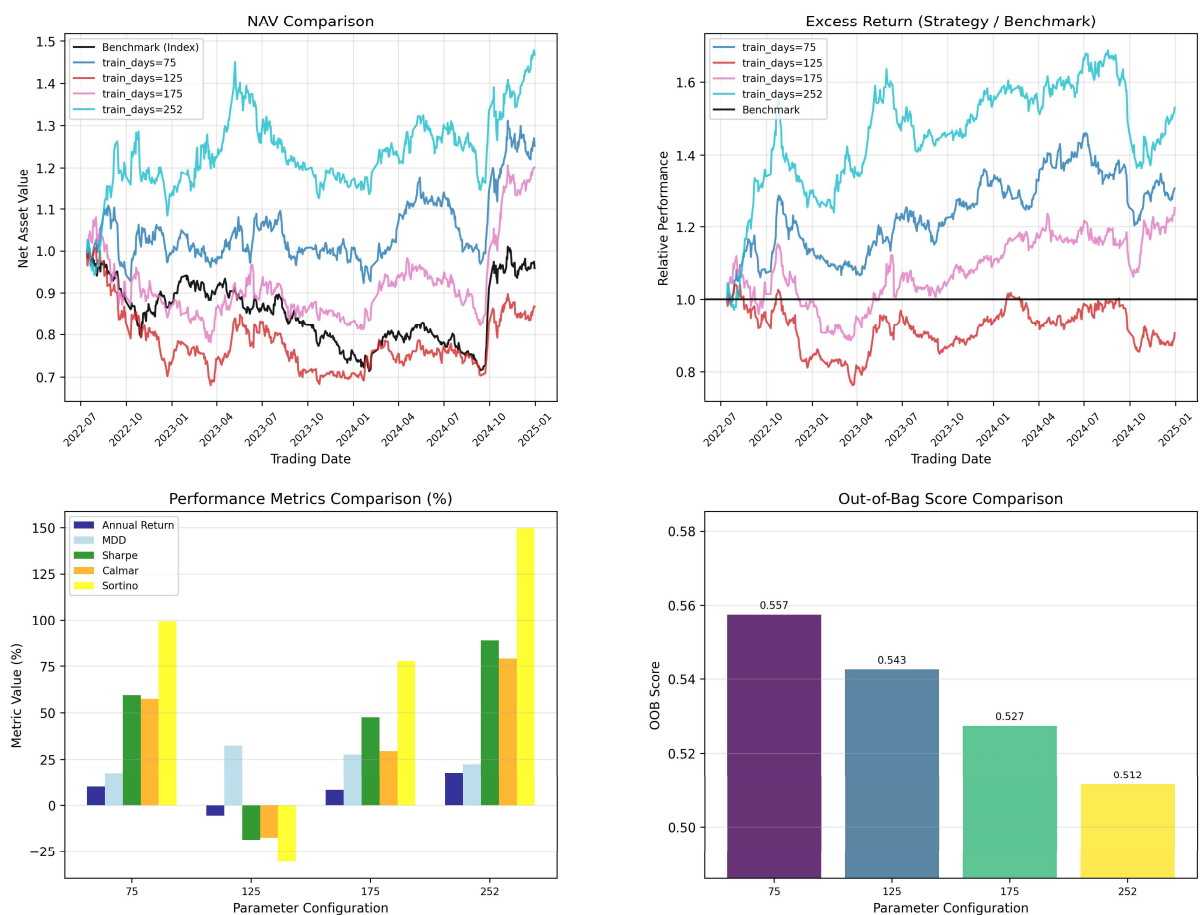 NAV Comparison
Net Asset Value
1.5
1.4
1.3
1.2
1.1
1.0
0.9
0.8
0.7
Benchmark (Index)
train_days=75
train_days=125
train_days=175
train_days=252
2022-07
2022-10
2023-01
2023-04
2023-07
2023-10
2024-01
2024-04
2024-07
2024-10
2025-01
Trading Date
Excess Return (Strategy / Benchmark)
Relative Performance
1.6
1.4
1.2
1.0
0.8
train_days=75
train_days=125
train_days=175
train_days=252
Benchmark
2022-07
2022-10
2023-01
2023-04
2023-07
2023-10
2024-01
2024-04
2024-07
2024-10
2025-01
Trading Date
Performance Metrics Comparison (%)
Metric Value (%)
150
125
100
75
50
25
0
−25
Annual Return
MDD
Sharpe
Calmar
Sortino
75
125
175
252
Parameter Configuration
Out-of-Bag Score Comparison
OOB Score
0.58
0.56
0.54
0.52
0.50
0.557
0.543
0.527
0.512
75
125
175
252
Parameter Configuration